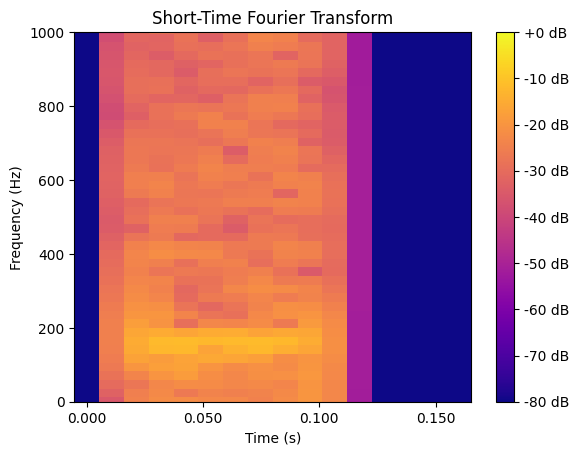 Short-Time Fourier Transform
1000
800
600
400
200
0
Frequency (Hz)
0.000
0.050
0.100
0.150
Time (s)
+0 dB
-10 dB
-20 dB
-30 dB
-40 dB
-50 dB
-60 dB
-70 dB
-80 dB